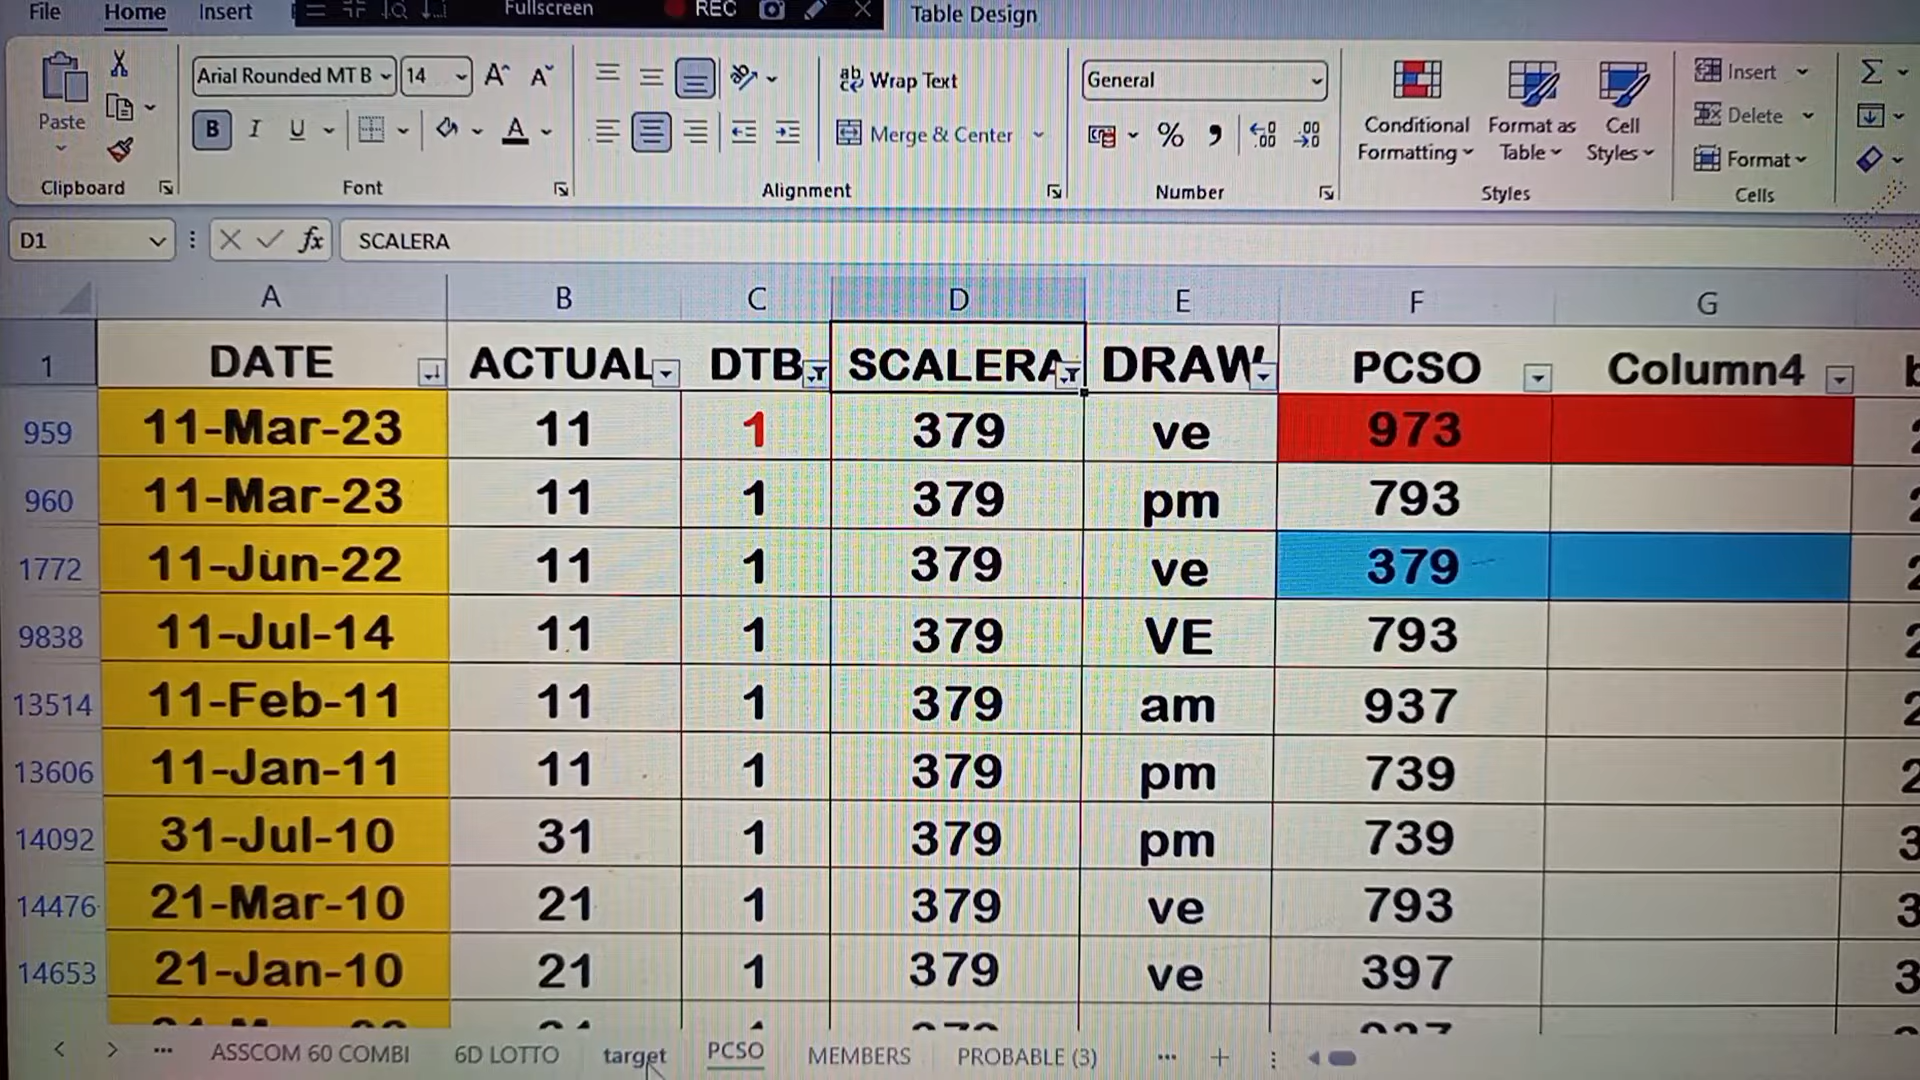 File Home Insert Fullscreen REC Table Design
Arial Rounded MT B 14 Wrap Text General Insert
Paste B I U Merge & Center % Conditional Formatting Format as Table Cell Styles Delete
Format
Clipboard Font Alignment Number Styles Cells
D1 fx SCALERA
A B C D E F G
1 DATE ACTUAL DTB SCALERA DRAW PCSO Column4
959 11-Mar-23 11 1 379 ve 973
960 11-Mar-23 11 1 379 pm 793
1772 11-Jun-22 11 1 379 ve 379
9838 11-Jul-14 11 1 379 VE 793
13514 11-Feb-11 11 1 379 am 937
13606 11-Jan-11 11 1 379 pm 739
14092 31-Jul-10 31 1 379 pm 739
14476 21-Mar-10 21 1 379 ve 793
14653 21-Jan-10 21 1 379 ve 397
ASSCOM 60 COMBI 6D LOTTO target PCSO MEMBERS PROBABLE (3)